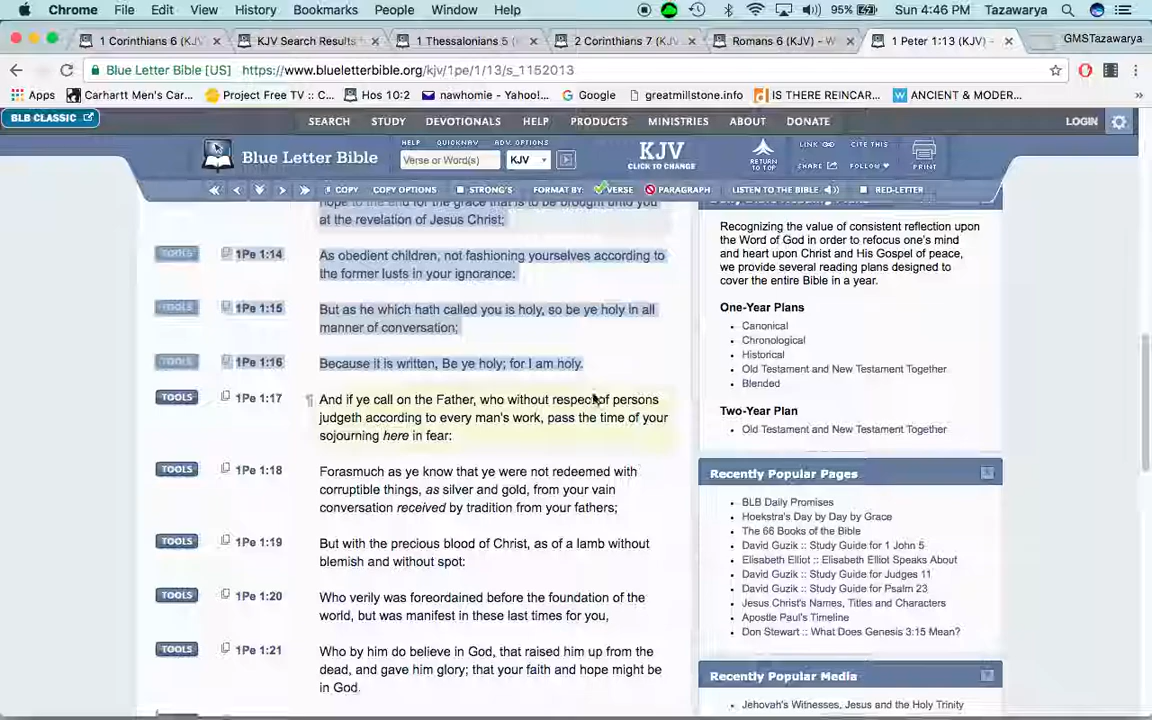 Chrome File Edit View History Bookmarks People Window Help 95% Sun 4:46 PM Tazawarya
1 Corinthians 6 (KJV) KJV Search Results 1 Thessalonians 5 ( 2 Corinthians 7 (KJV) Romans 6 (KJV) – W 1 Peter 1:13 (KJV) – GMSTazawarya
Blue Letter Bible [US] https://www.blueletterbible.org/kjv/1pe/1/13/s_1152013
Apps Carhartt Men's Car... Project Free TV :: C... Hos 10:2 nawhomie - Yahoo!... Google greatmillstone.info IS THERE REINCAR... ANCIENT & MODER... »
BLB CLASSIC SEARCH STUDY DEVOTIONALS HELP PRODUCTS MINISTRIES ABOUT DONATE LOGIN
HELP QUICKNAV ADV. OPTIONS
Blue Letter Bible Verse or Word(s) KJV KJV CLICK TO CHANGE RETURN TO TOP LINK CITE THIS SHARE FOLLOW PRINT
COPY COPY OPTIONS STRONG'S FORMAT BY: VERSE PARAGRAPH LISTEN TO THE BIBLE RED-LETTER
hope to the end for the grace that is to be brought unto you
at the revelation of Jesus Christ;
TOOLS 1Pe 1:14 As obedient children, not fashioning yourselves according to
the former lusts in your ignorance:
TOOLS 1Pe 1:15 But as he which hath called you is holy, so be ye holy in all
manner of conversation;
TOOLS 1Pe 1:16 Because it is written, Be ye holy; for I am holy.
TOOLS 1Pe 1:17 ¶ And if ye call on the Father, who without respect of persons
judgeth according to every man's work, pass the time of your
sojourning here in fear:
TOOLS 1Pe 1:18 Forasmuch as ye know that ye were not redeemed with
corruptible things, as silver and gold, from your vain
conversation received by tradition from your fathers;
TOOLS 1Pe 1:19 But with the precious blood of Christ, as of a lamb without
blemish and without spot:
TOOLS 1Pe 1:20 Who verily was foreordained before the foundation of the
world, but was manifest in these last times for you,
TOOLS 1Pe 1:21 Who by him do believe in God, that raised him up from the
dead, and gave him glory; that your faith and hope might be
in God.
Recognizing the value of consistent reflection upon
the Word of God in order to refocus one's mind
and heart upon Christ and His Gospel of peace,
we provide several reading plans designed to
cover the entire Bible in a year.
One-Year Plans
Canonical
Chronological
Historical
Old Testament and New Testament Together
Blended
Two-Year Plan
Old Testament and New Testament Together
Recently Popular Pages
BLB Daily Promises
Hoekstra's Day by Day by Grace
The 66 Books of the Bible
David Guzik :: Study Guide for 1 John 5
Elisabeth Elliot :: Elisabeth Elliot Speaks About
David Guzik :: Study Guide for Judges 11
David Guzik :: Study Guide for Psalm 23
Jesus Christ's Names, Titles and Characters
Apostle Paul's Timeline
Don Stewart :: What Does Genesis 3:15 Mean?
Recently Popular Media
Jehovah's Witnesses, Jesus and the Holy Trinity